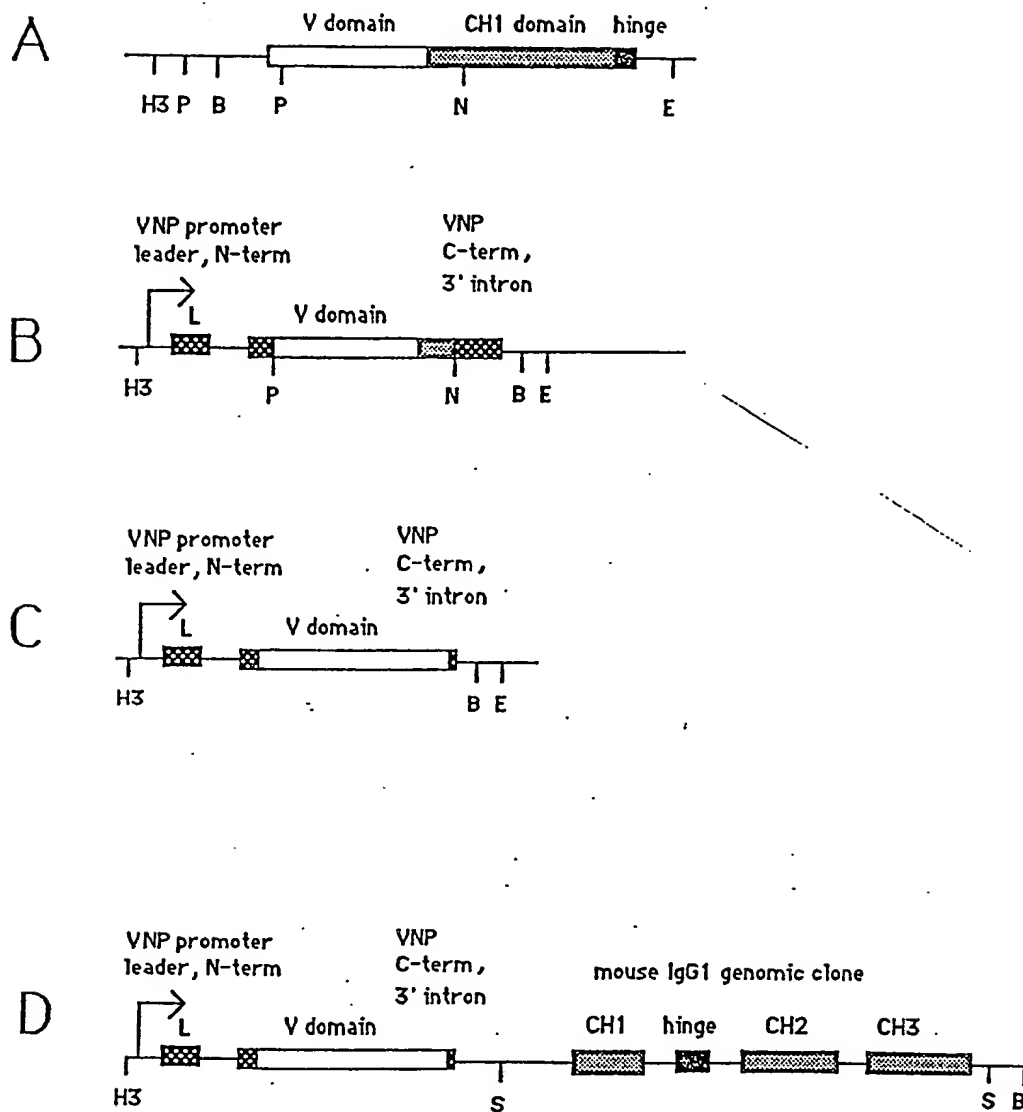 A
V domain CH1 domain hinge
H3 P B P N E
B
VNP promoter
leader, N-term
VNP
C-term,
3' intron
L
V domain
H3 P N B E
C
VNP promoter
leader, N-term
VNP
C-term,
3' intron
L
V domain
H3 B E
D
VNP promoter
leader, N-term
VNP
C-term,
3' intron
mouse IgG1 genomic clone
L
V domain
CH1 hinge CH2 CH3
H3 S S B